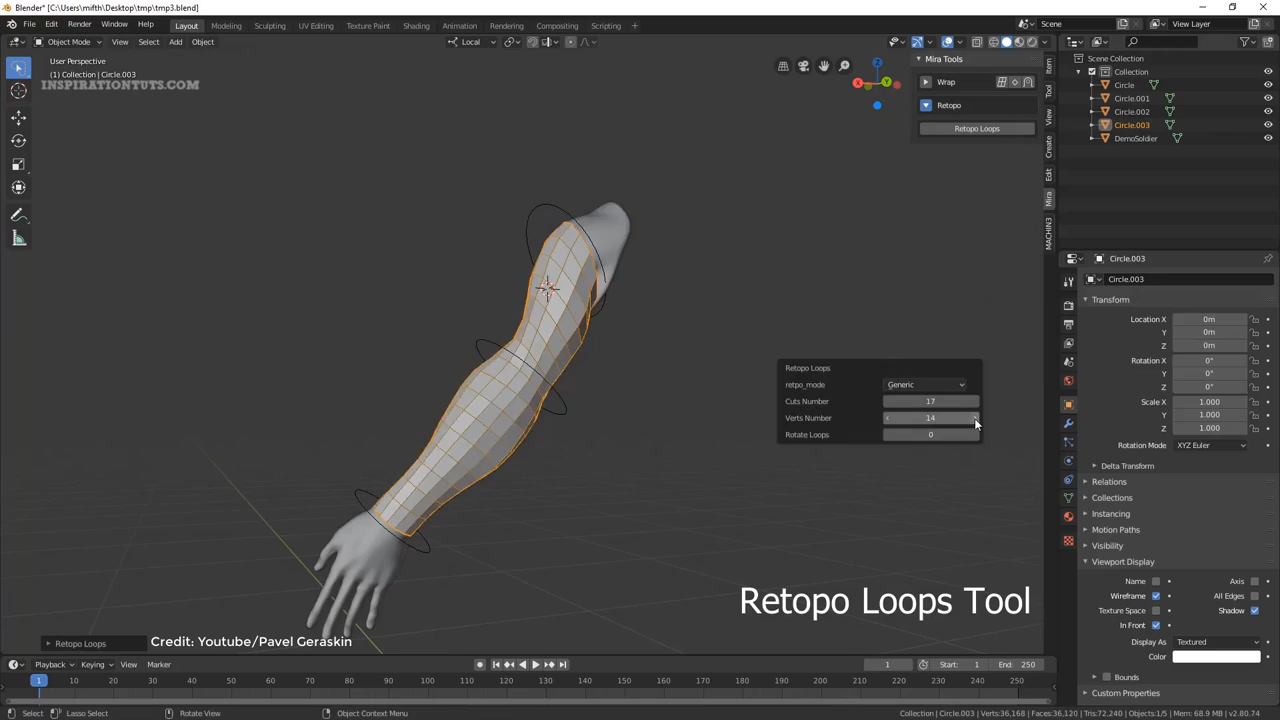 Blender* [C:\Users\mifth\Desktop\tmp\tmp3.blend]
File Edit Render Window Help
Layout Modeling Sculpting UV Editing Texture Paint Shading Animation Rendering Compositing Scripting
Scene
View Layer
Object Mode View Select Add Object
Local
User Perspective
(1) Collection | Circle.003
INSPIRATIONTUTS.COM
X
Y
Z
Mira Tools
Wrap
Retopo
Retopo Loops
Item
Tool
View
Create
Edit
Mira
MACHIN3
Retopo Loops
retpo_mode Generic
Cuts Number 17
Verts Number 14
Rotate Loops 0
Retopo Loops Tool
Retopo Loops
Credit: Youtube/Pavel Geraskin
Scene Collection
Collection
Circle
Circle.001
Circle.002
Circle.003
DemoSoldier
Circle.003
Circle.003
Transform
Location X 0m
Y 0m
Z 0m
Rotation X 0°
Y 0°
Z 0°
Scale X 1.000
Y 1.000
Z 1.000
Rotation Mode XYZ Euler
Delta Transform
Relations
Collections
Instancing
Motion Paths
Visibility
Viewport Display
Name Axis
Wireframe All Edges
Texture Space Shadow
In Front
Display As Textured
Color
Bounds
Custom Properties
Playback Keying View Marker
1 Start: 1 End: 250
1 10 20 30 40 50 60 70 80 90 100 110 120 130 140 150 160 170 180 190 200 210 220 230 240 250
Select Lasso Select Rotate View Object Context Menu
Collection | Circle.003 | Verts:36,168 | Faces:36,120 | Tris:72,240 | Objects:1/5 | Mem: 68.9 MB | v2.80.74